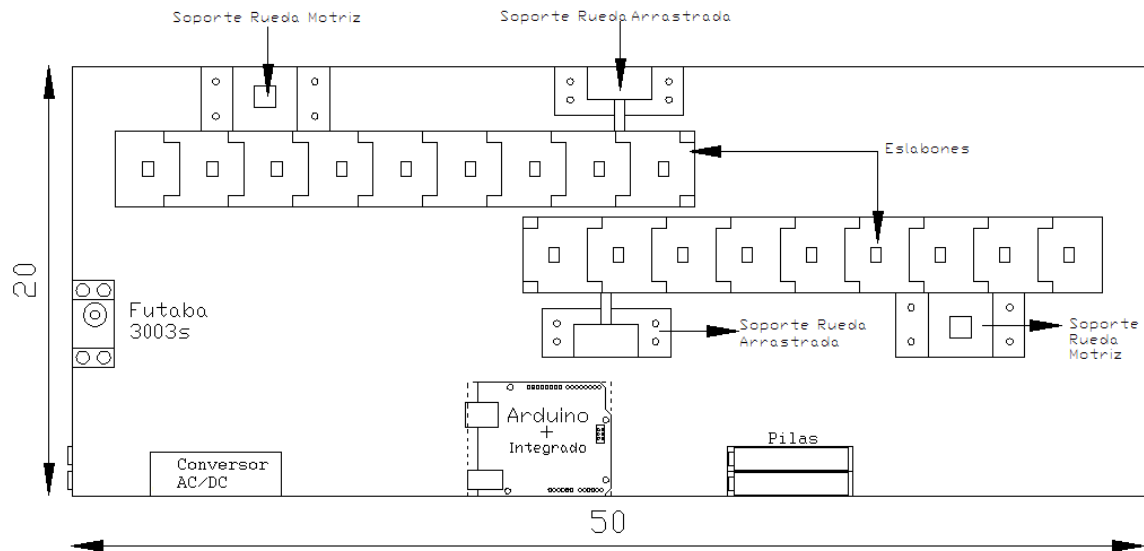 Soporte Rueda Motriz
Soporte Rueda Arrastrada
Eslabones
20
Futaba
3003s
Soporte Rueda
Arrastrada
Soporte
Rueda
Motriz
Arduino
+
Integrado
Pilas
Conversor
AC/DC
50